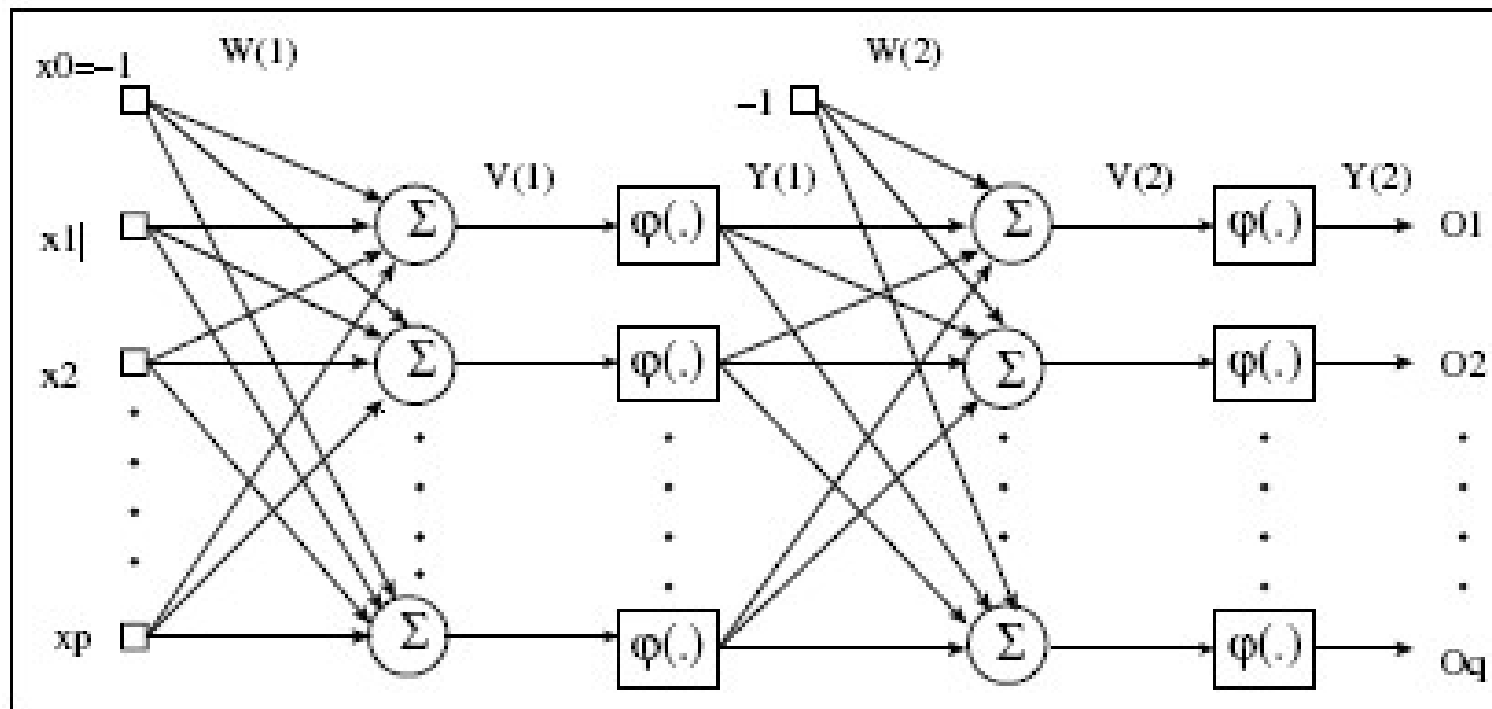 W(1) W(2)
x0=−1
−1
V(1) Y(1) V(2) Y(2)
x1| Σ φ(.) Σ φ(.) O1
x2 Σ φ(.) Σ φ(.) O2
xp Σ φ(.) Σ φ(.) Oq